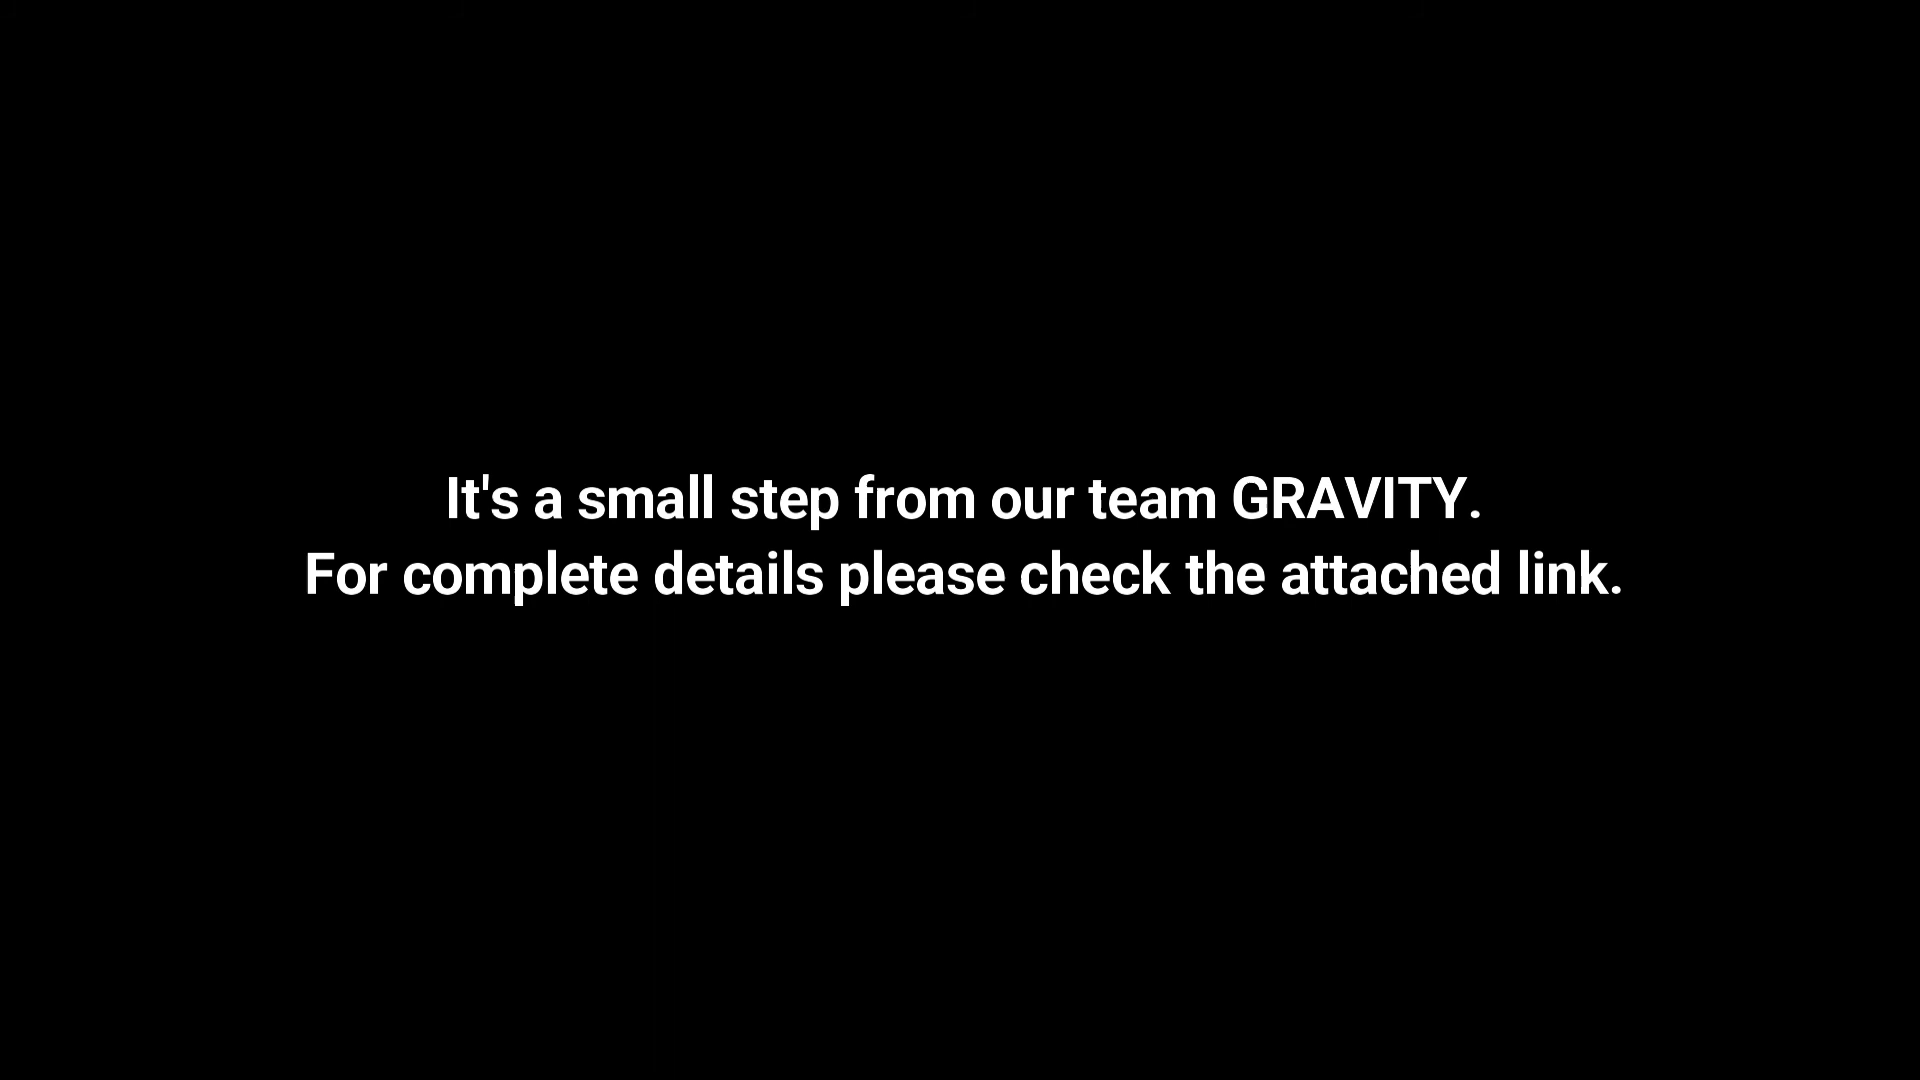 It's a small step from our team GRAVITY.
For complete details please check the attached link.